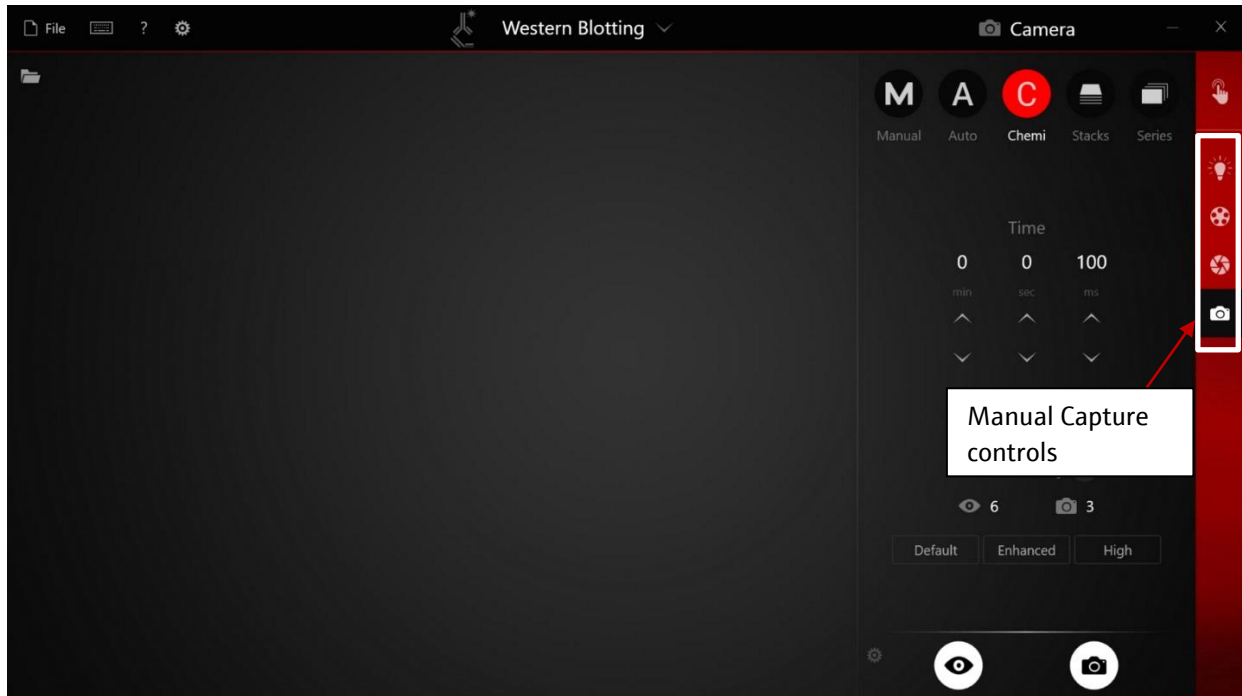 File ? Western Blotting Camera
M A C
Manual Auto Chemi Stacks Series
Time
0 0 100
min sec ms
Manual Capture
controls
6 3
Default Enhanced High